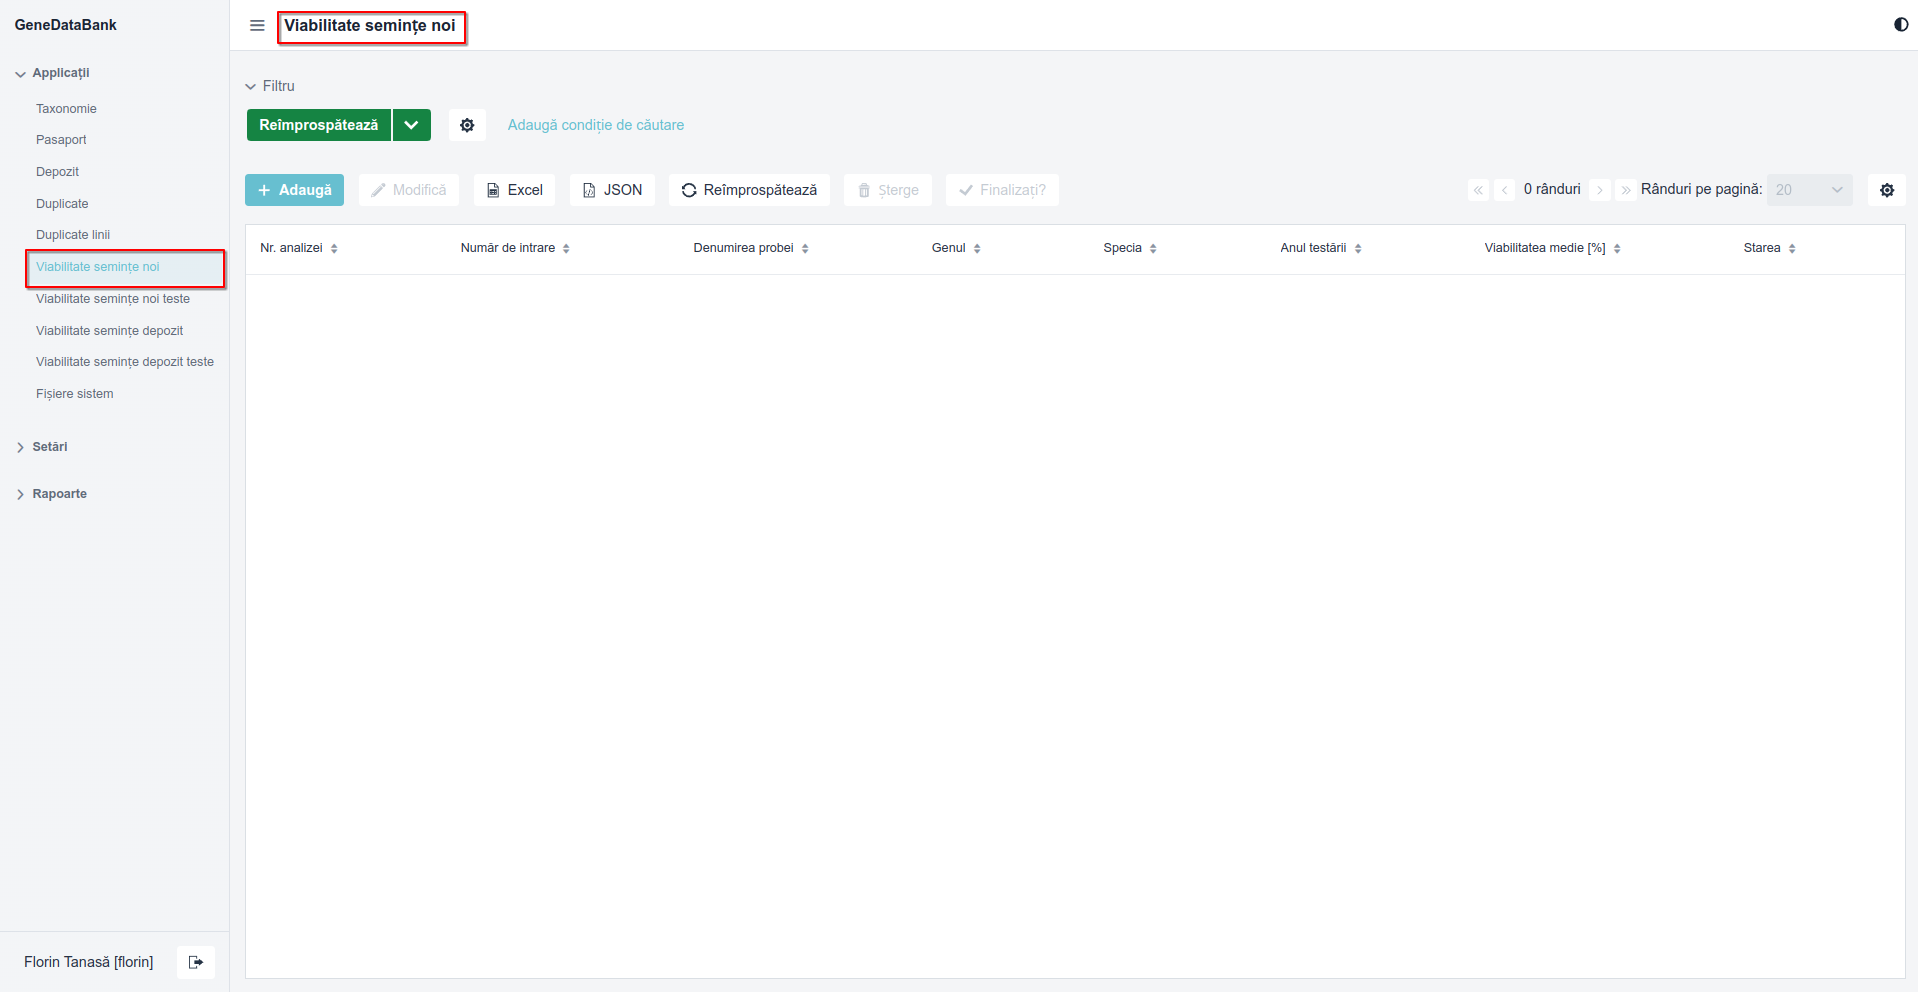 GeneDataBank
Viabilitate semințe noi
Applicații
Taxonomie
Pasaport
Depozit
Duplicate
Duplicate linii
Viabilitate semințe noi
Viabilitate semințe noi teste
Viabilitate semințe depozit
Viabilitate semințe depozit teste
Fișiere sistem
Setări
Rapoarte
Florin Tanasă [florin]
Filtru
Reîmprospătează
Adaugă condiție de căutare
Adaugă Modifică Excel JSON Reîmprospătează Șterge Finalizați? « ‹ 0 rânduri › » Rânduri pe pagină: 20
Nr. analizei Număr de intrare Denumirea probei Genul Specia Anul testării Viabilitatea medie [%] Starea